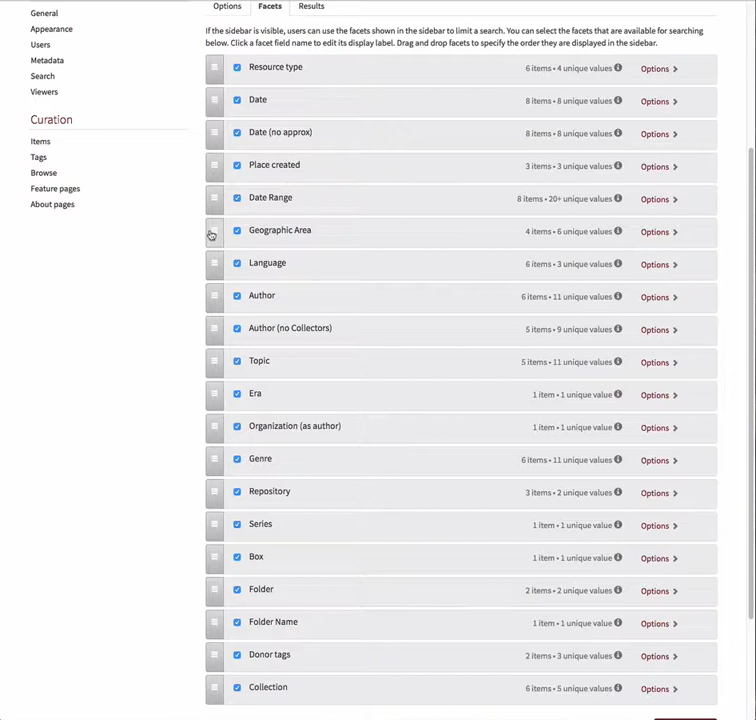 General
Appearance
Users
Metadata
Search
Viewers
Curation
Items
Tags
Browse
Feature pages
About pages
Options Facets Results
If the sidebar is visible, users can use the facets shown in the sidebar to limit a search. You can select the facets that are available for searching
below. Click a facet field name to edit its display label. Drag and drop facets to specify the order they are displayed in the sidebar.
Resource type 6 items • 4 unique values Options
Date 8 items • 8 unique values Options
Date (no approx) 8 items • 8 unique values Options
Place created 3 items • 3 unique values Options
Date Range 8 items • 20+ unique values Options
Geographic Area 4 items • 6 unique values Options
Language 6 items • 3 unique values Options
Author 6 items • 11 unique values Options
Author (no Collectors) 5 items • 9 unique values Options
Topic 5 items • 11 unique values Options
Era 1 item • 1 unique value Options
Organization (as author) 1 item • 1 unique value Options
Genre 6 items • 11 unique values Options
Repository 3 items • 2 unique values Options
Series 1 item • 1 unique value Options
Box 1 item • 1 unique value Options
Folder 2 items • 2 unique values Options
Folder Name 1 item • 1 unique value Options
Donor tags 2 items • 3 unique values Options
Collection 6 items • 5 unique values Options